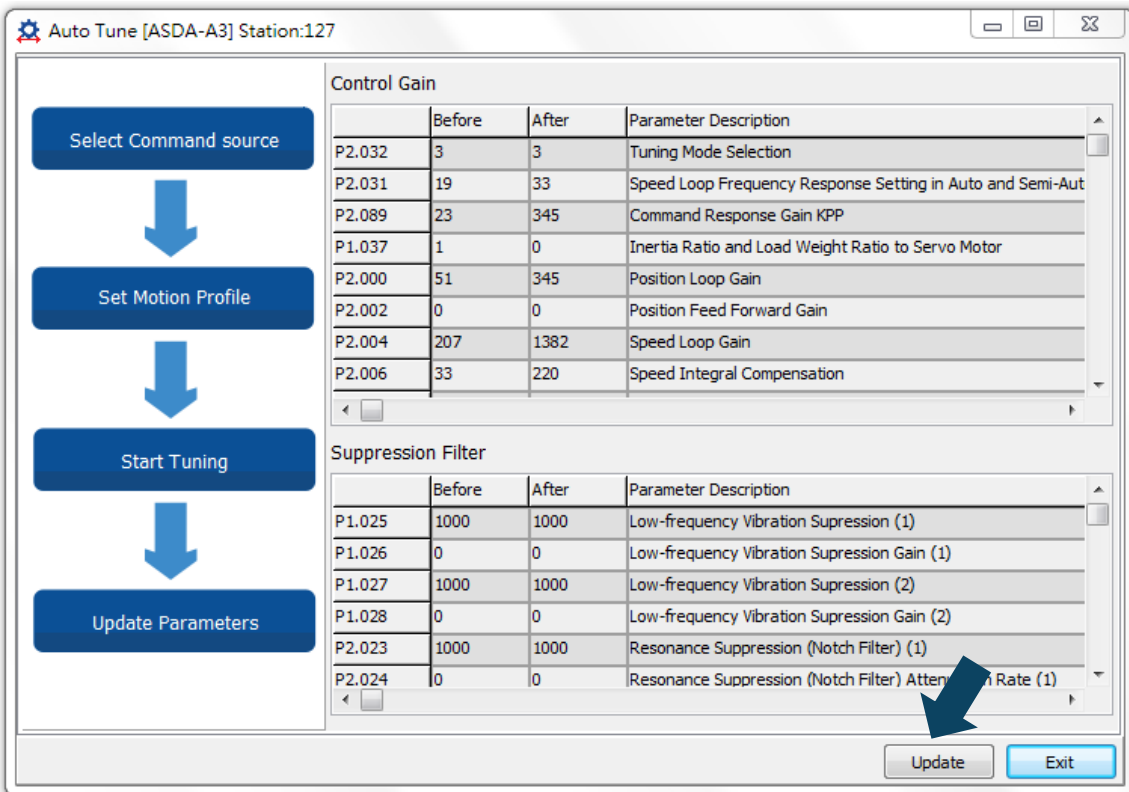 Auto Tune [ASDA-A3] Station:127
Select Command source
Set Motion Profile
Start Tuning
Update Parameters
Control Gain
Before After Parameter Description
P2.032 3 3 Tuning Mode Selection
P2.031 19 33 Speed Loop Frequency Response Setting in Auto and Semi-Aut
P2.089 23 345 Command Response Gain KPP
P1.037 1 0 Inertia Ratio and Load Weight Ratio to Servo Motor
P2.000 51 345 Position Loop Gain
P2.002 0 0 Position Feed Forward Gain
P2.004 207 1382 Speed Loop Gain
P2.006 33 220 Speed Integral Compensation
Suppression Filter
Before After Parameter Description
P1.025 1000 1000 Low-frequency Vibration Supression (1)
P1.026 0 0 Low-frequency Vibration Supression Gain (1)
P1.027 1000 1000 Low-frequency Vibration Supression (2)
P1.028 0 0 Low-frequency Vibration Supression Gain (2)
P2.023 1000 1000 Resonance Suppression (Notch Filter) (1)
P2.024 0 0 Resonance Suppression (Notch Filter) Rate (1)
Update Exit